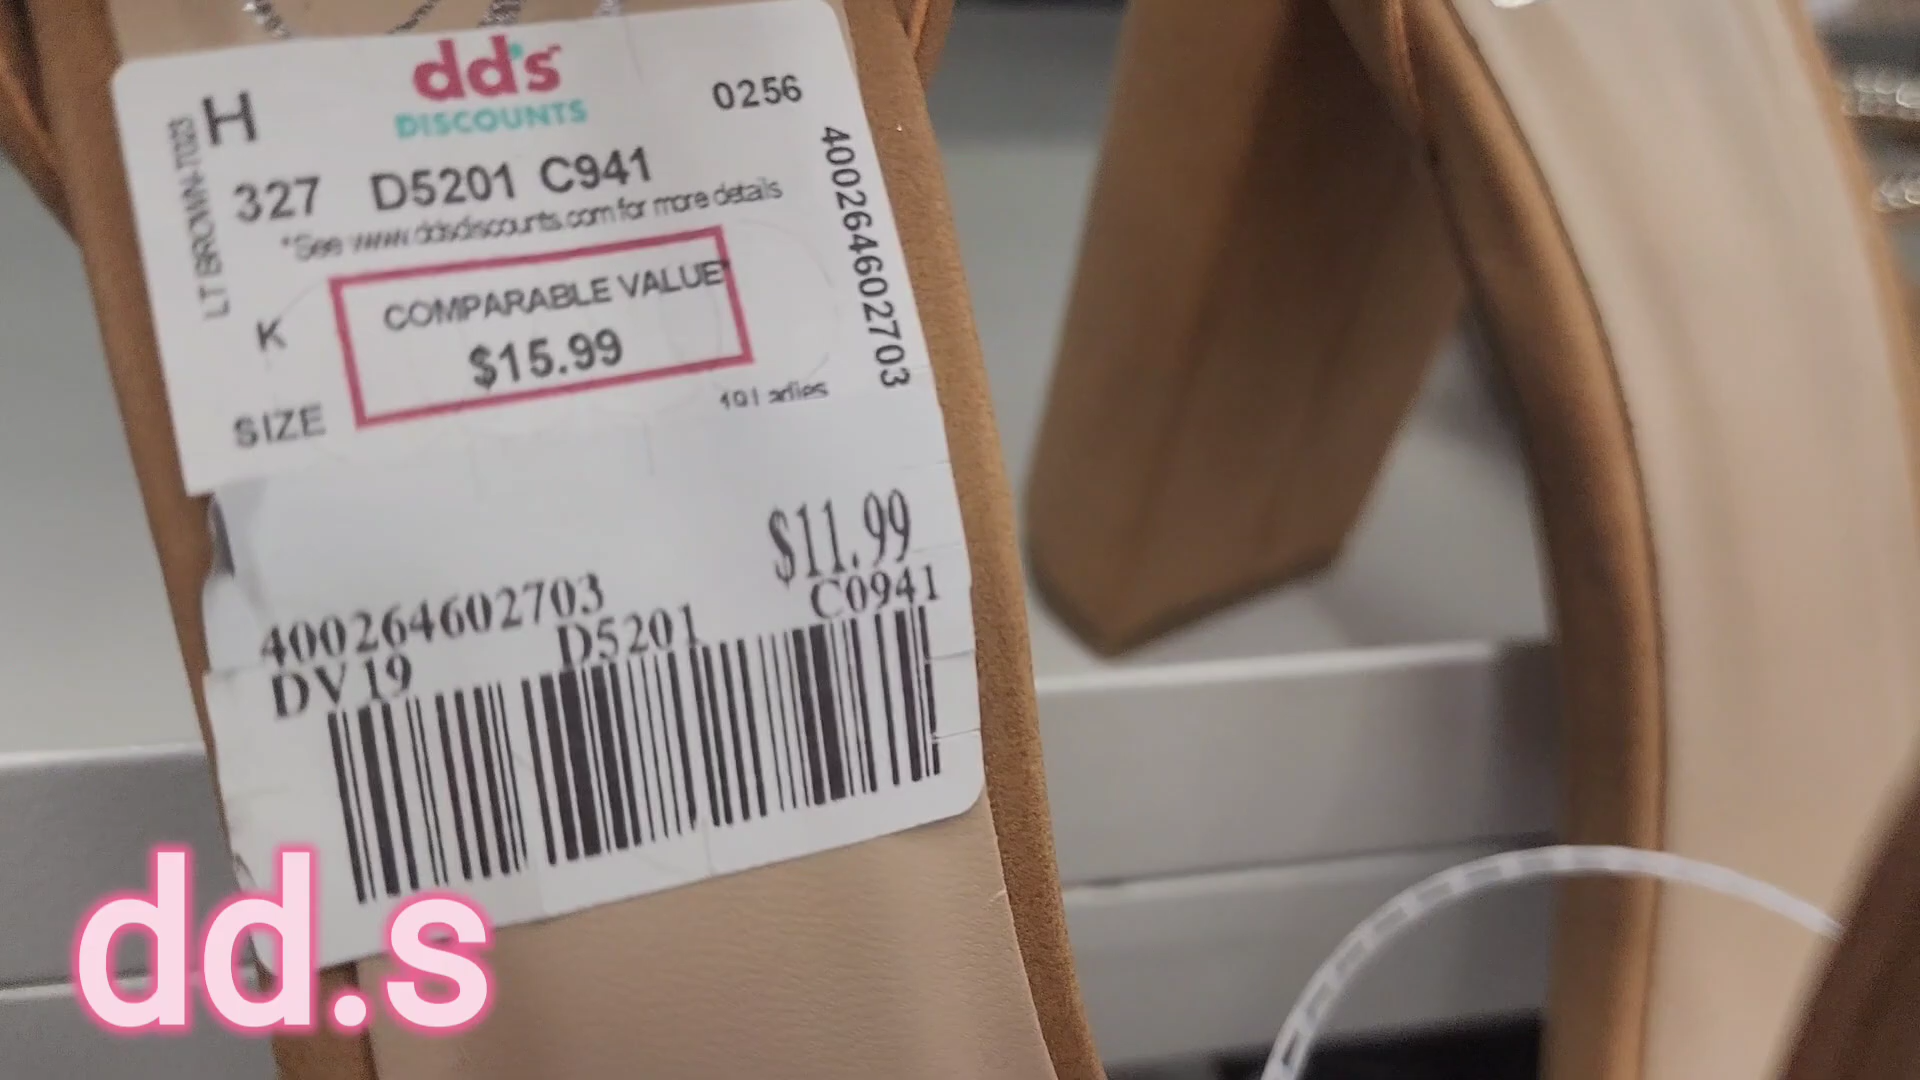 dd's
DISCOUNTS
H
0256
327 D5201 C941
*See www.ddsdiscounts.com for more details
LT BROWN-
400264602703
COMPARABLE VALUE*
$15.99
K
SIZE
$11.99
400264602703
D5201
C0941
DV19
dd.s